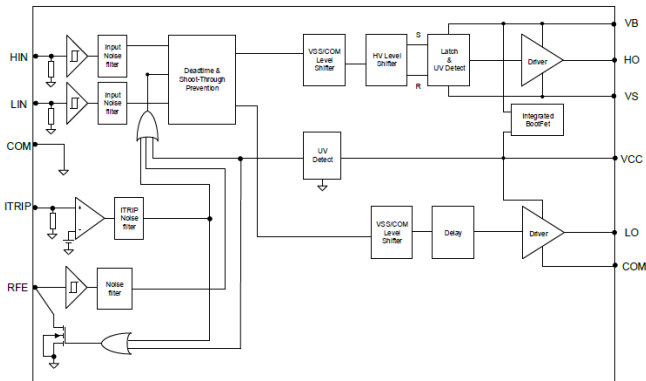 HIN
Input
Noise
filter
LIN
Input
Noise
filter
Deadtime &
Shoot-Through
Prevention
VSS/COM
Level
Shifter
HV Level
Shifter
S
R
Latch
&
UV Detect
Driver
VB
HO
VS
Integrated
BootFet
COM
UV
Detect
VCC
ITRIP
+
-
ITRIP
Noise
filter
VSS/COM
Level
Shifter
Delay
Driver
LO
COM
RFE
Noise
filter